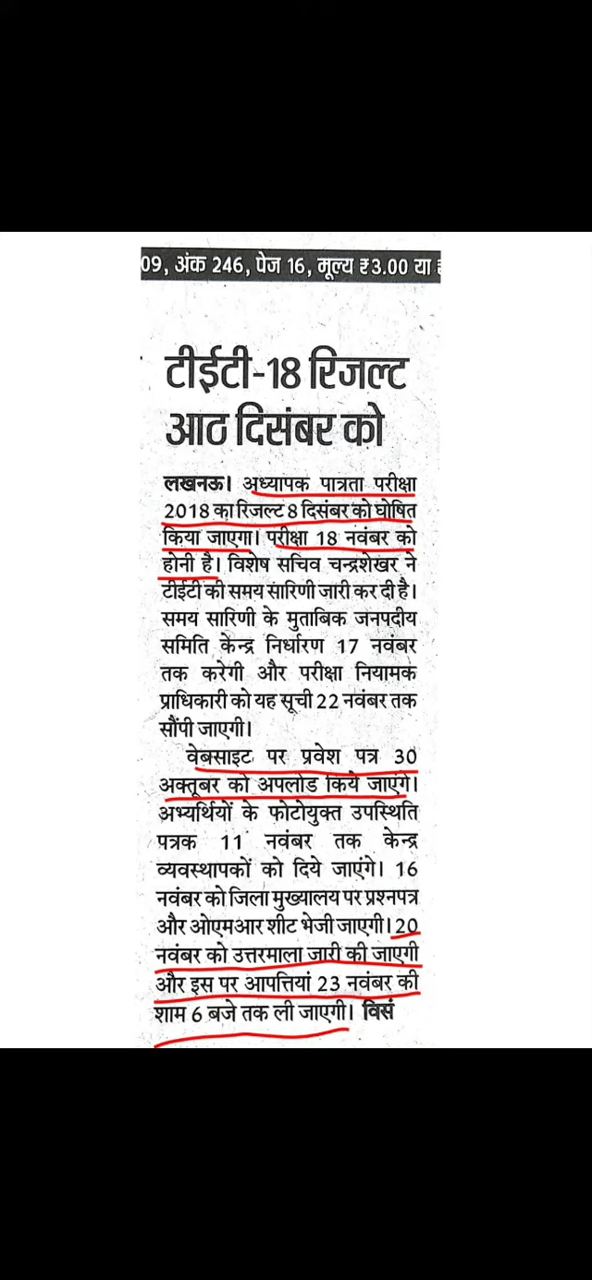 09, अंक 246, पेज 16, मूल्य ₹3.00 या
टीईटी-18 रिजल्ट
आठ दिसंबर को
लखनऊ। अध्यापक पात्रता परीक्षा
2018 का रिजल्ट 8 दिसंबर को घोषित
किया जाएगा। परीक्षा 18 नवंबर को
होनी है। विशेष सचिव चन्द्रशेखर ने
टीईटी की समय सारिणी जारी कर दी है।
समय सारिणी के मुताबिक जनपदीय
समिति केन्द्र निर्धारण 17 नवंबर
तक करेगी और परीक्षा नियामक
प्राधिकारी को यह सूची 22 नवंबर तक
सौंपी जाएगी।
वेबसाइट पर प्रवेश पत्र 30
अक्तूबर को अपलोड किये जाएंगे।
अभ्यर्थियों के फोटोयुक्त उपस्थिति
पत्रक 11 नवंबर तक केन्द्र
व्यवस्थापकों को दिये जाएंगे। 16
नवंबर को जिला मुख्यालय पर प्रश्नपत्र
और ओएमआर शीट भेजी जाएगी। 20
नवंबर को उत्तरमाला जारी की जाएगी
और इस पर आपत्तियां 23 नवंबर की
शाम 6 बजे तक ली जाएगी। विसं